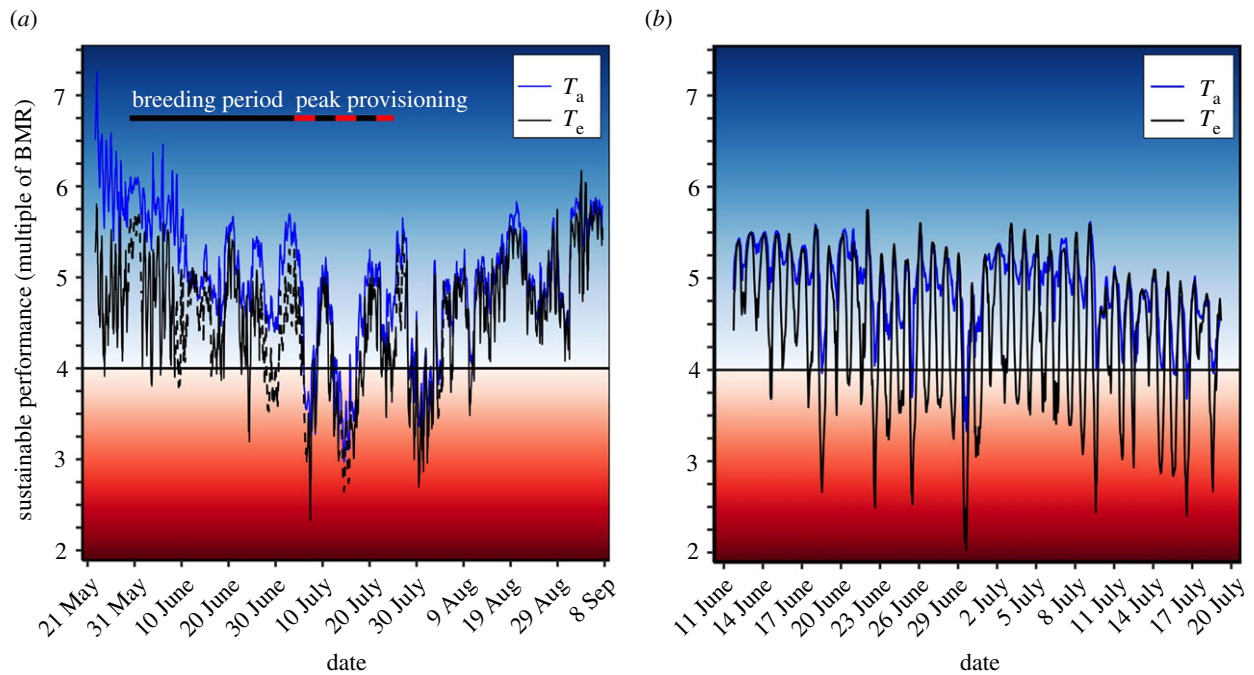 (a)
(b)
sustainable performance (multiple of BMR)
7
6
5
4
3
2
breeding period peak provisioning
Ta
Te
21 May
31 May
10 June
20 June
30 June
10 July
20 July
30 July
9 Aug
19 Aug
29 Aug
8 Sep
date
7
6
5
4
3
2
Ta
Te
11 June
14 June
17 June
20 June
23 June
26 June
29 June
2 July
5 July
8 July
11 July
14 July
17 July
20 July
date